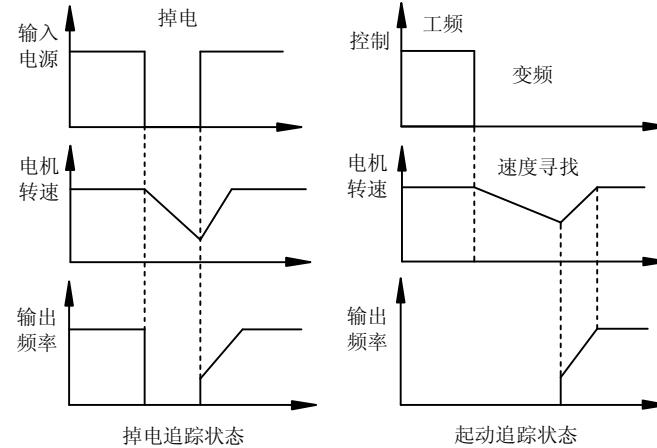 掉电
输入
电源
电机
转速
输出
频率
掉电追踪状态
工频
控制
变频
速度寻找
电机
转速
输出
频率
起动追踪状态